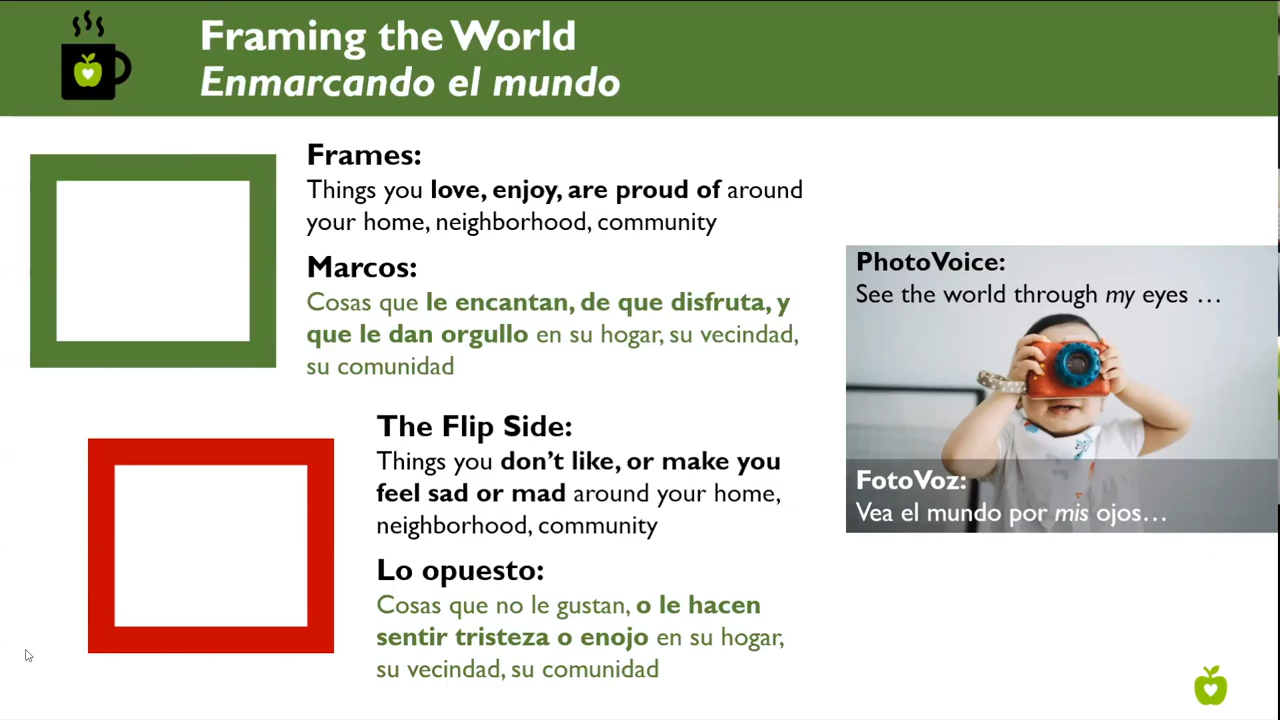 Framing the World
Enmarcando el mundo
Frames:
Things you love, enjoy, are proud of around
your home, neighborhood, community
Marcos:
Cosas que le encantan, de que disfruta, y
que le dan orgullo en su hogar, su vecindad,
su comunidad
The Flip Side:
Things you don’t like, or make you
feel sad or mad around your home,
neighborhood, community
Lo opuesto:
Cosas que no le gustan, o le hacen
sentir tristeza o enojo en su hogar,
su vecindad, su comunidad
PhotoVoice:
See the world through my eyes …
FotoVoz:
Vea el mundo por mis ojos…